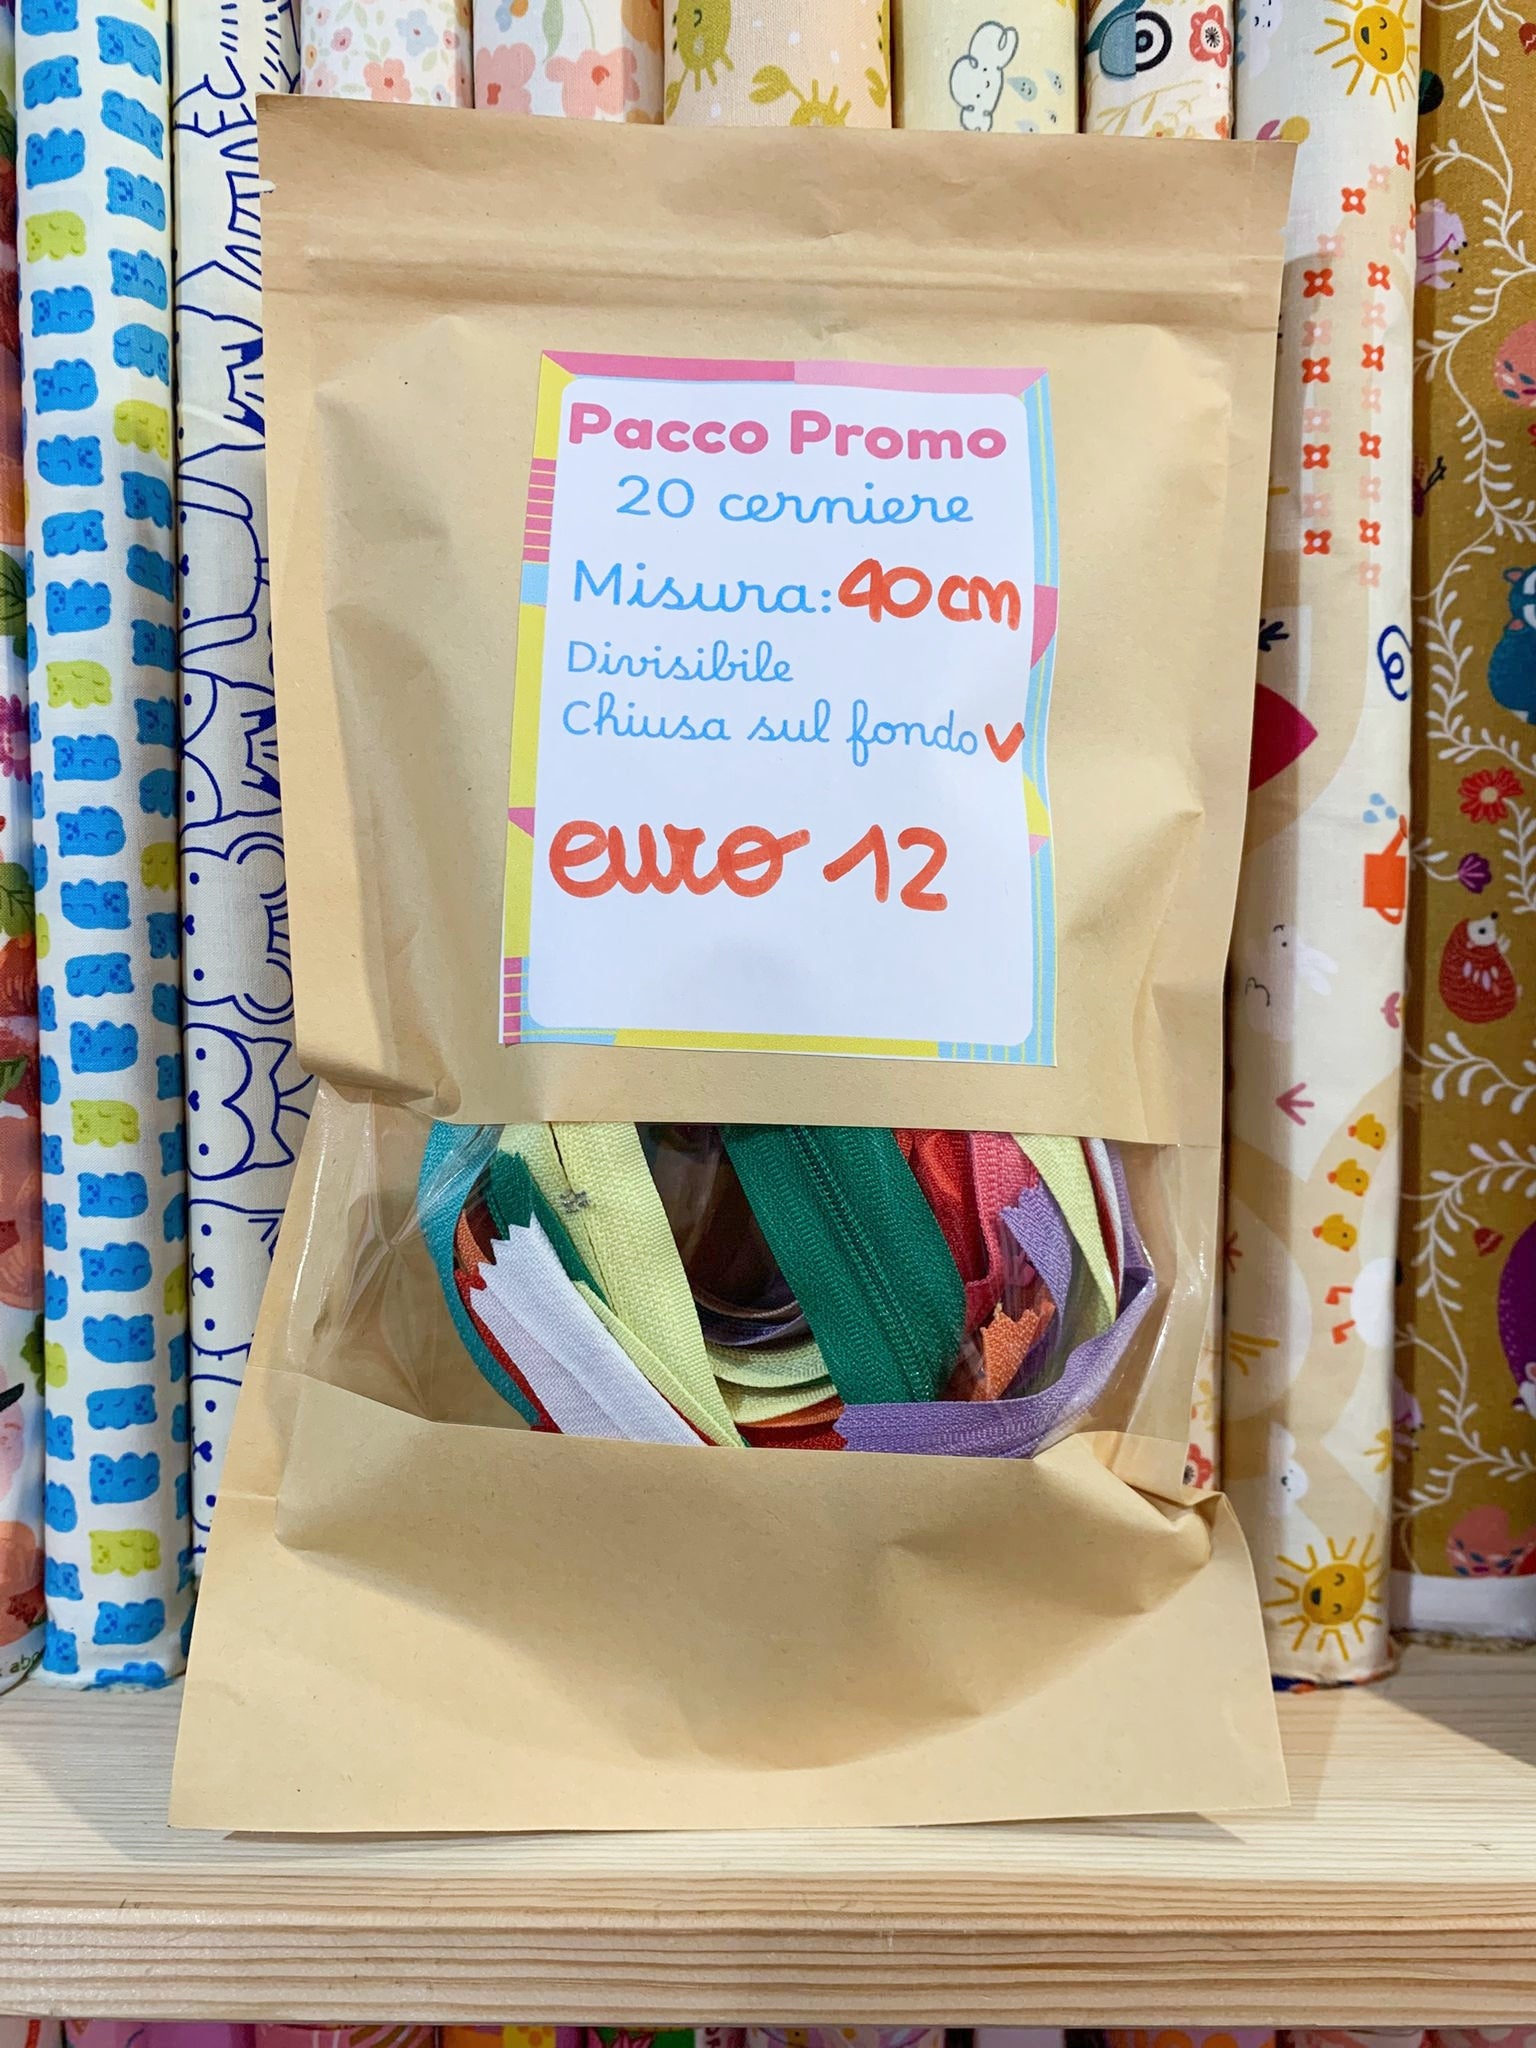 Pacco Promo
20 cerniere
Misura: 40 cm
Divisibile
Chiusa sul fondo v
euro 12